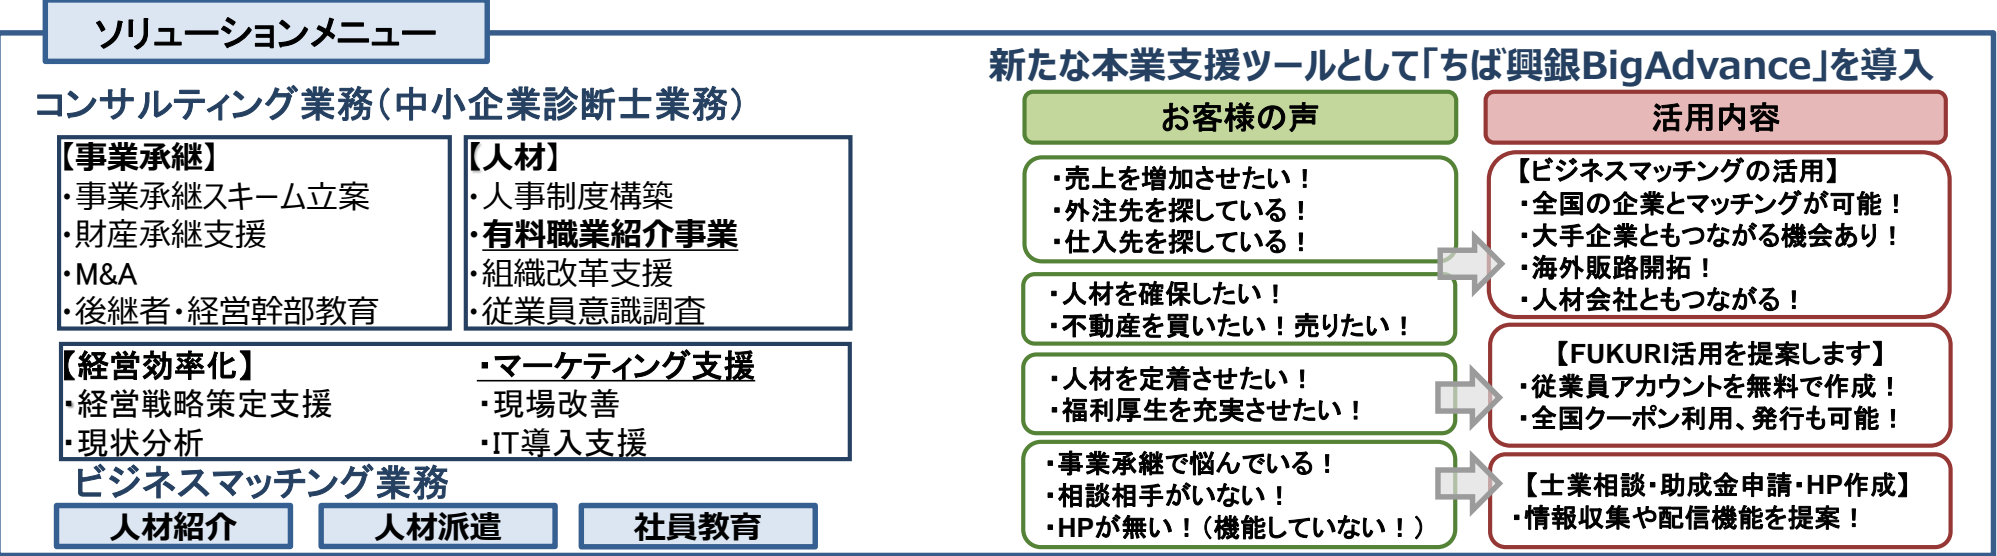 ソリューションメニュー
コンサルティング業務（中小企業診断士業務）
【事業承継】
・事業承継スキーム立案
・財産承継支援
・M&A
・後継者・経営幹部教育
【人材】
・人事制度構築
・有料職業紹介事業
・組織改革支援
・従業員意識調査
【経営効率化】
・経営戦略策定支援
・現状分析
・マーケティング支援
・現場改善
・IT導入支援
ビジネスマッチング業務
人材紹介
人材派遣
社員教育
新たな本業支援ツールとして「ちば興銀BigAdvance」を導入
お客様の声
・売上を増加させたい！
・外注先を探している！
・仕入先を探している！
・人材を確保したい！
・不動産を買いたい！売りたい！
・人材を定着させたい！
・福利厚生を充実させたい！
・事業承継で悩んでいる！
・相談相手がいない！
・HPが無い！（機能していない！）
活用内容
【ビジネスマッチングの活用】
・全国の企業とマッチングが可能！
・大手企業ともつながる機会あり！
・海外販路開拓！
・人材会社ともつながる！
【FUKURI活用を提案します】
・従業員アカウントを無料で作成！
・全国クーポン利用、発行も可能！
【士業相談・助成金申請・HP作成】
・情報収集や配信機能を提案！